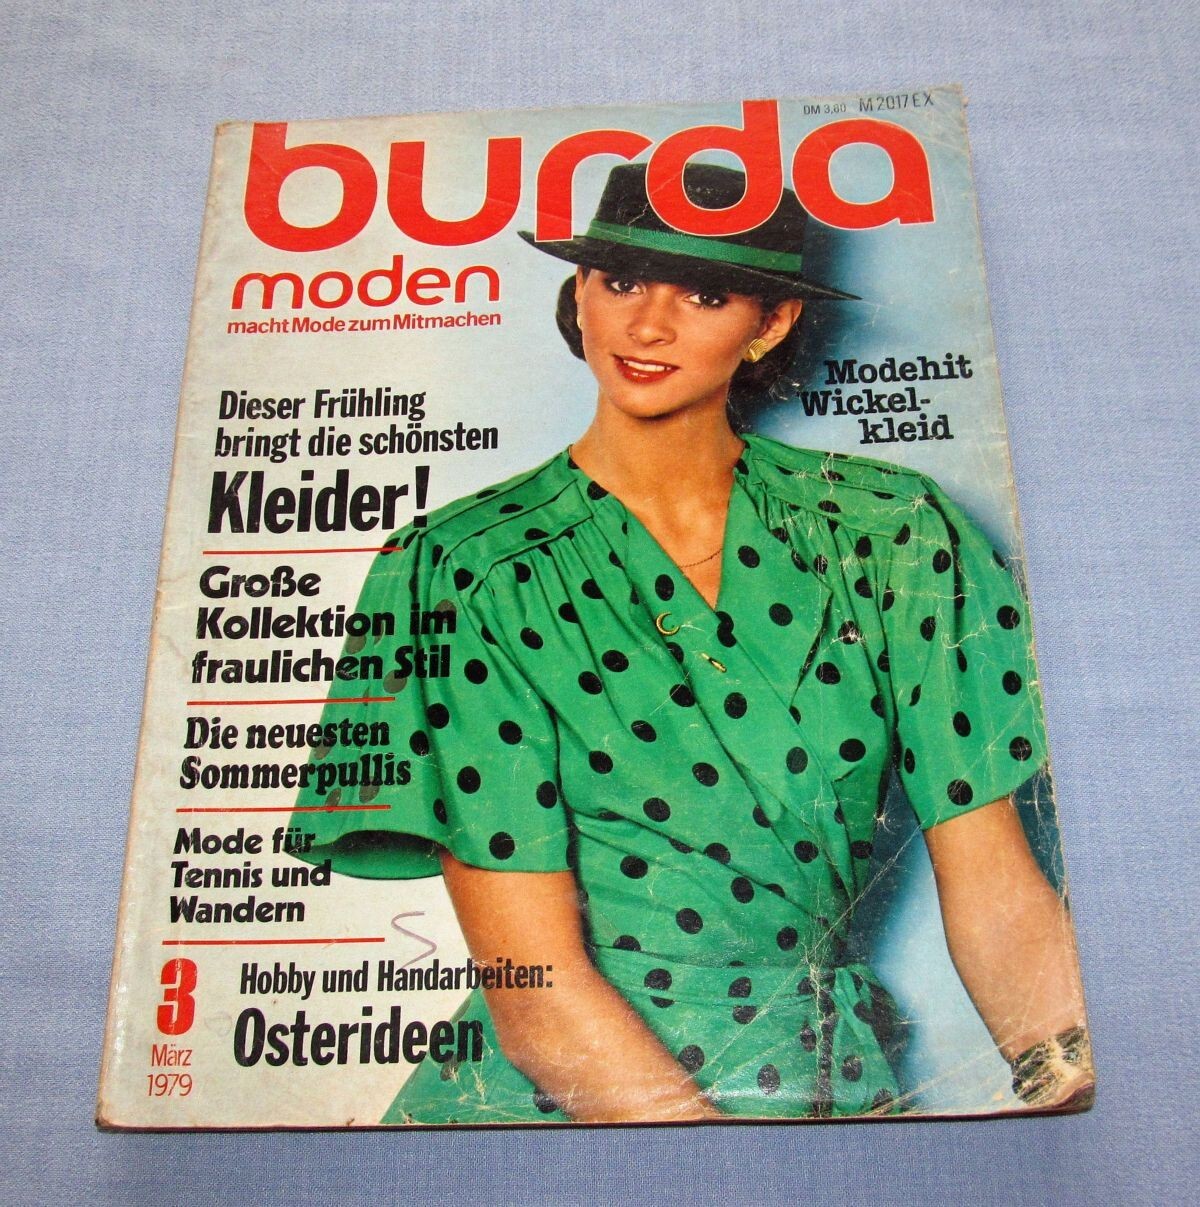 DM 3,80 M 2017 EX
burda
moden
macht Mode zum Mitmachen
Modehit
Wickel-
kleid
Dieser Frühling
bringt die schönsten
Kleider!
Große
Kollektion im
fraulichen Stil
Die neuesten
Sommerpullis
Mode für
Tennis und
Wandern
S
3
März
1979
Hobby und Handarbeiten:
Osterideen